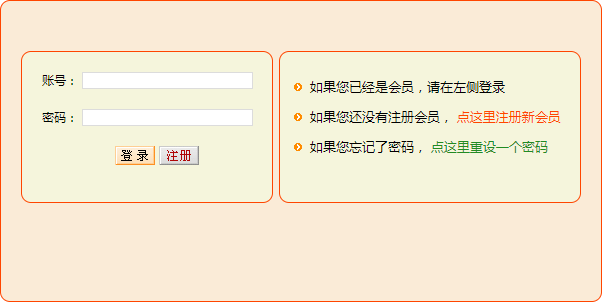 账号：
密码：
登 录 注册
如果您已经是会员，请在左侧登录
如果您还没有注册会员，点这里注册新会员
如果您忘记了密码，点这里重设一个密码